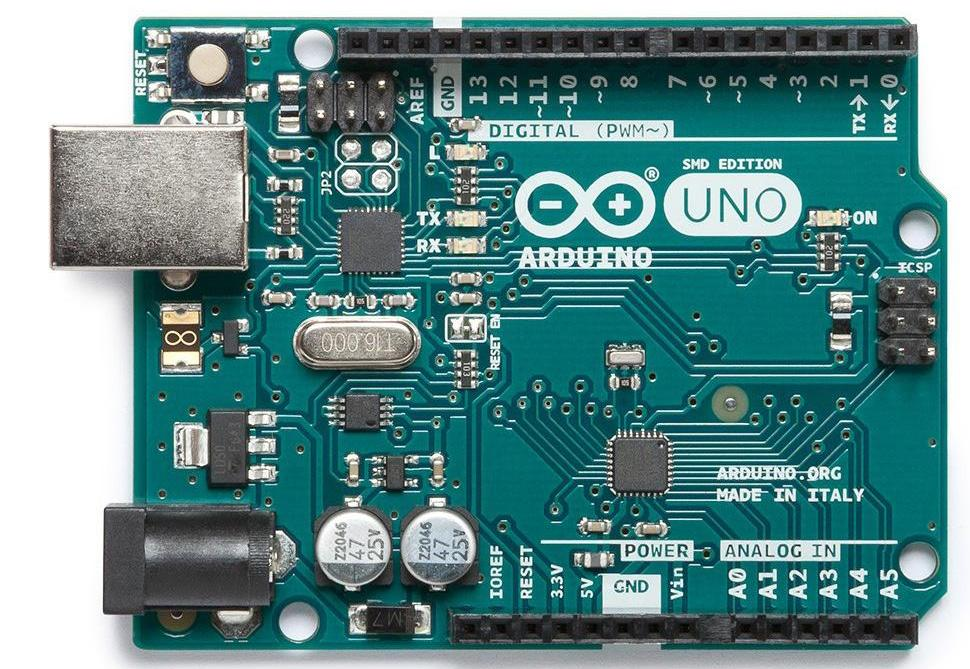 RESET
AREF
GND
13
12
~11
~10
~9
8
7
~6
~5
4
~3
2
TX→1
RX←0
DIGITAL (PWM~)
JP2
TX
RX
SMD EDITION
®
UNO
ARDUINO
ON
ICSP
T16.000
RESET EN
8
ARDUINO.ORG
MADE IN ITALY
Z2046
47
25V
Z2046
47
25V
M7
POWER
ANALOG IN
IOREF
RESET
3.3V
5V
GND
Vin
A0
A1
A2
A3
A4
A5